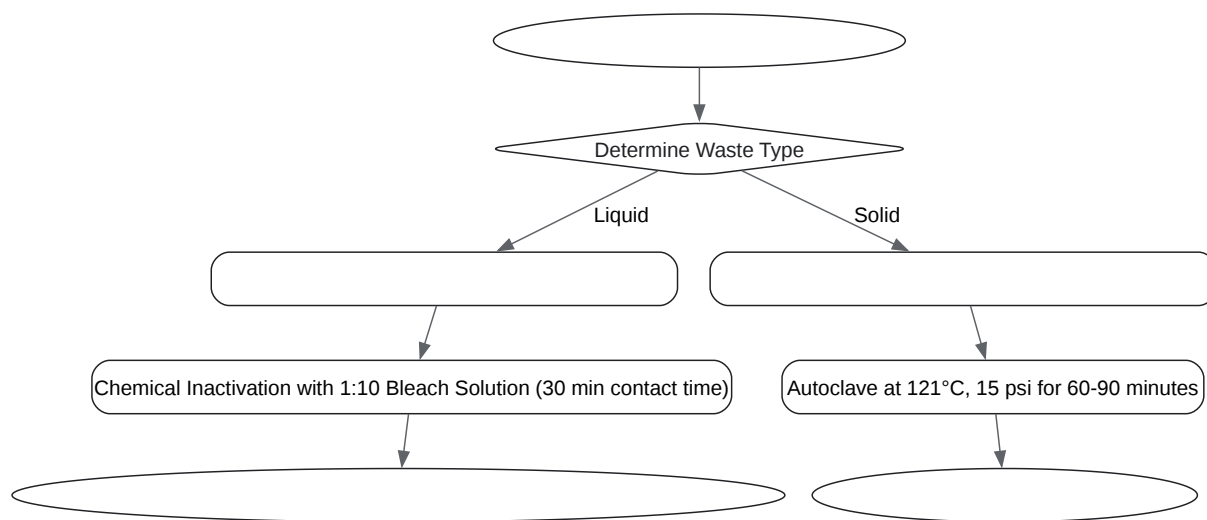 Determine Waste Type
Liquid
Solid
Chemical Inactivation with 1:10 Bleach Solution (30 min contact time)
Autoclave at 121°C, 15 psi for 60-90 minutes